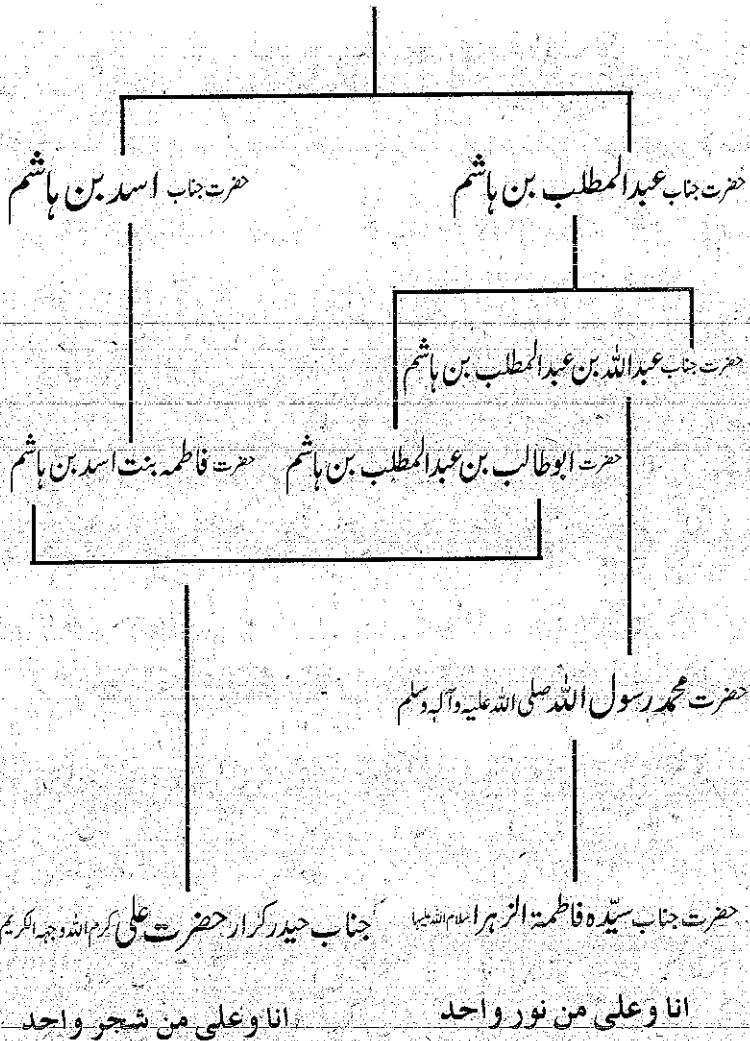 حضرت جناب عبدالمطلب بن ہاشم
حضرت جناب اسد بن ہاشم
حضرت جناب عبداللہ بن عبدالمطلب بن ہاشم
حضرت ابوطالب بن عبدالمطلب بن ہاشم
حضرت فاطمہ بنت اسد بن ہاشم
حضرت محمد رسول اللہ صلی اللہ علیہ وآلہ وسلم
حضرت جناب سیّدہ فاطمۃ الزہرا سلام اللہ علیہا
جناب حیدر کرار حضرت علی کرم اللہ وجہہ الکریم
انا و علی من نور واحد
انا و علی من شجر واحد